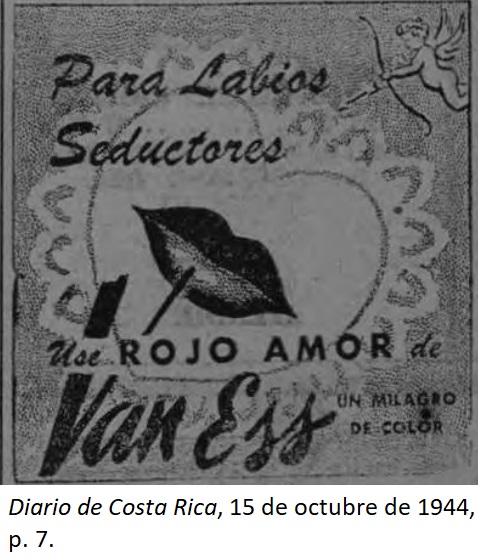 Para Labios
Seductores
Use ROJO AMOR de
Van Ess
UN MILAGRO
DE COLOR
Diario de Costa Rica, 15 de octubre de 1944,
p. 7.